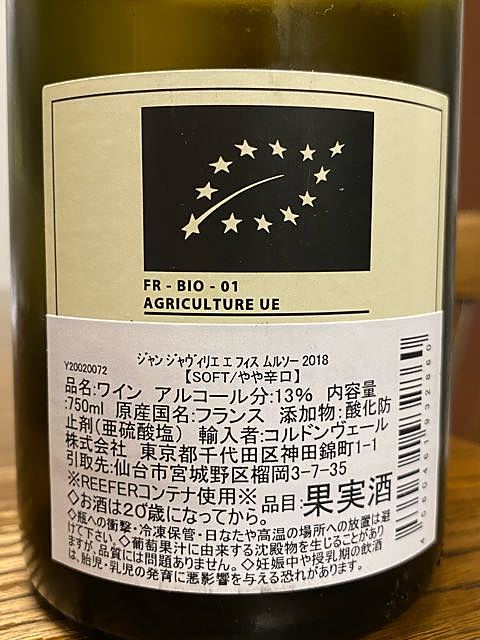 FR - BIO - 01
AGRICULTURE UE
Y20020072
ジャン ジャヴィリエ エ フィス ムルソー 2018
【SOFT/やや辛口】
品名:ワイン アルコール分:13% 内容量
:750ml 原産国名:フランス 添加物:酸化防
止剤(亜硫酸塩) 輸入者:コルドンヴェール
株式会社 東京都千代田区神田錦町1-1
引取先:仙台市宮城野区榴岡3-7-35
※REEFERコンテナ使用※ 品目:果実酒
◇お酒は20歳になってから。
◇瓶への衝撃・冷凍保管・日なたや高温の場所への放置は避
けて下さい。◇葡萄果汁に由来する沈殿物を生じることがあり
ますが、品質には問題ありません。◇妊娠中や授乳期の飲酒
は、胎児・乳児の発育に悪影響を与える恐れがあります。